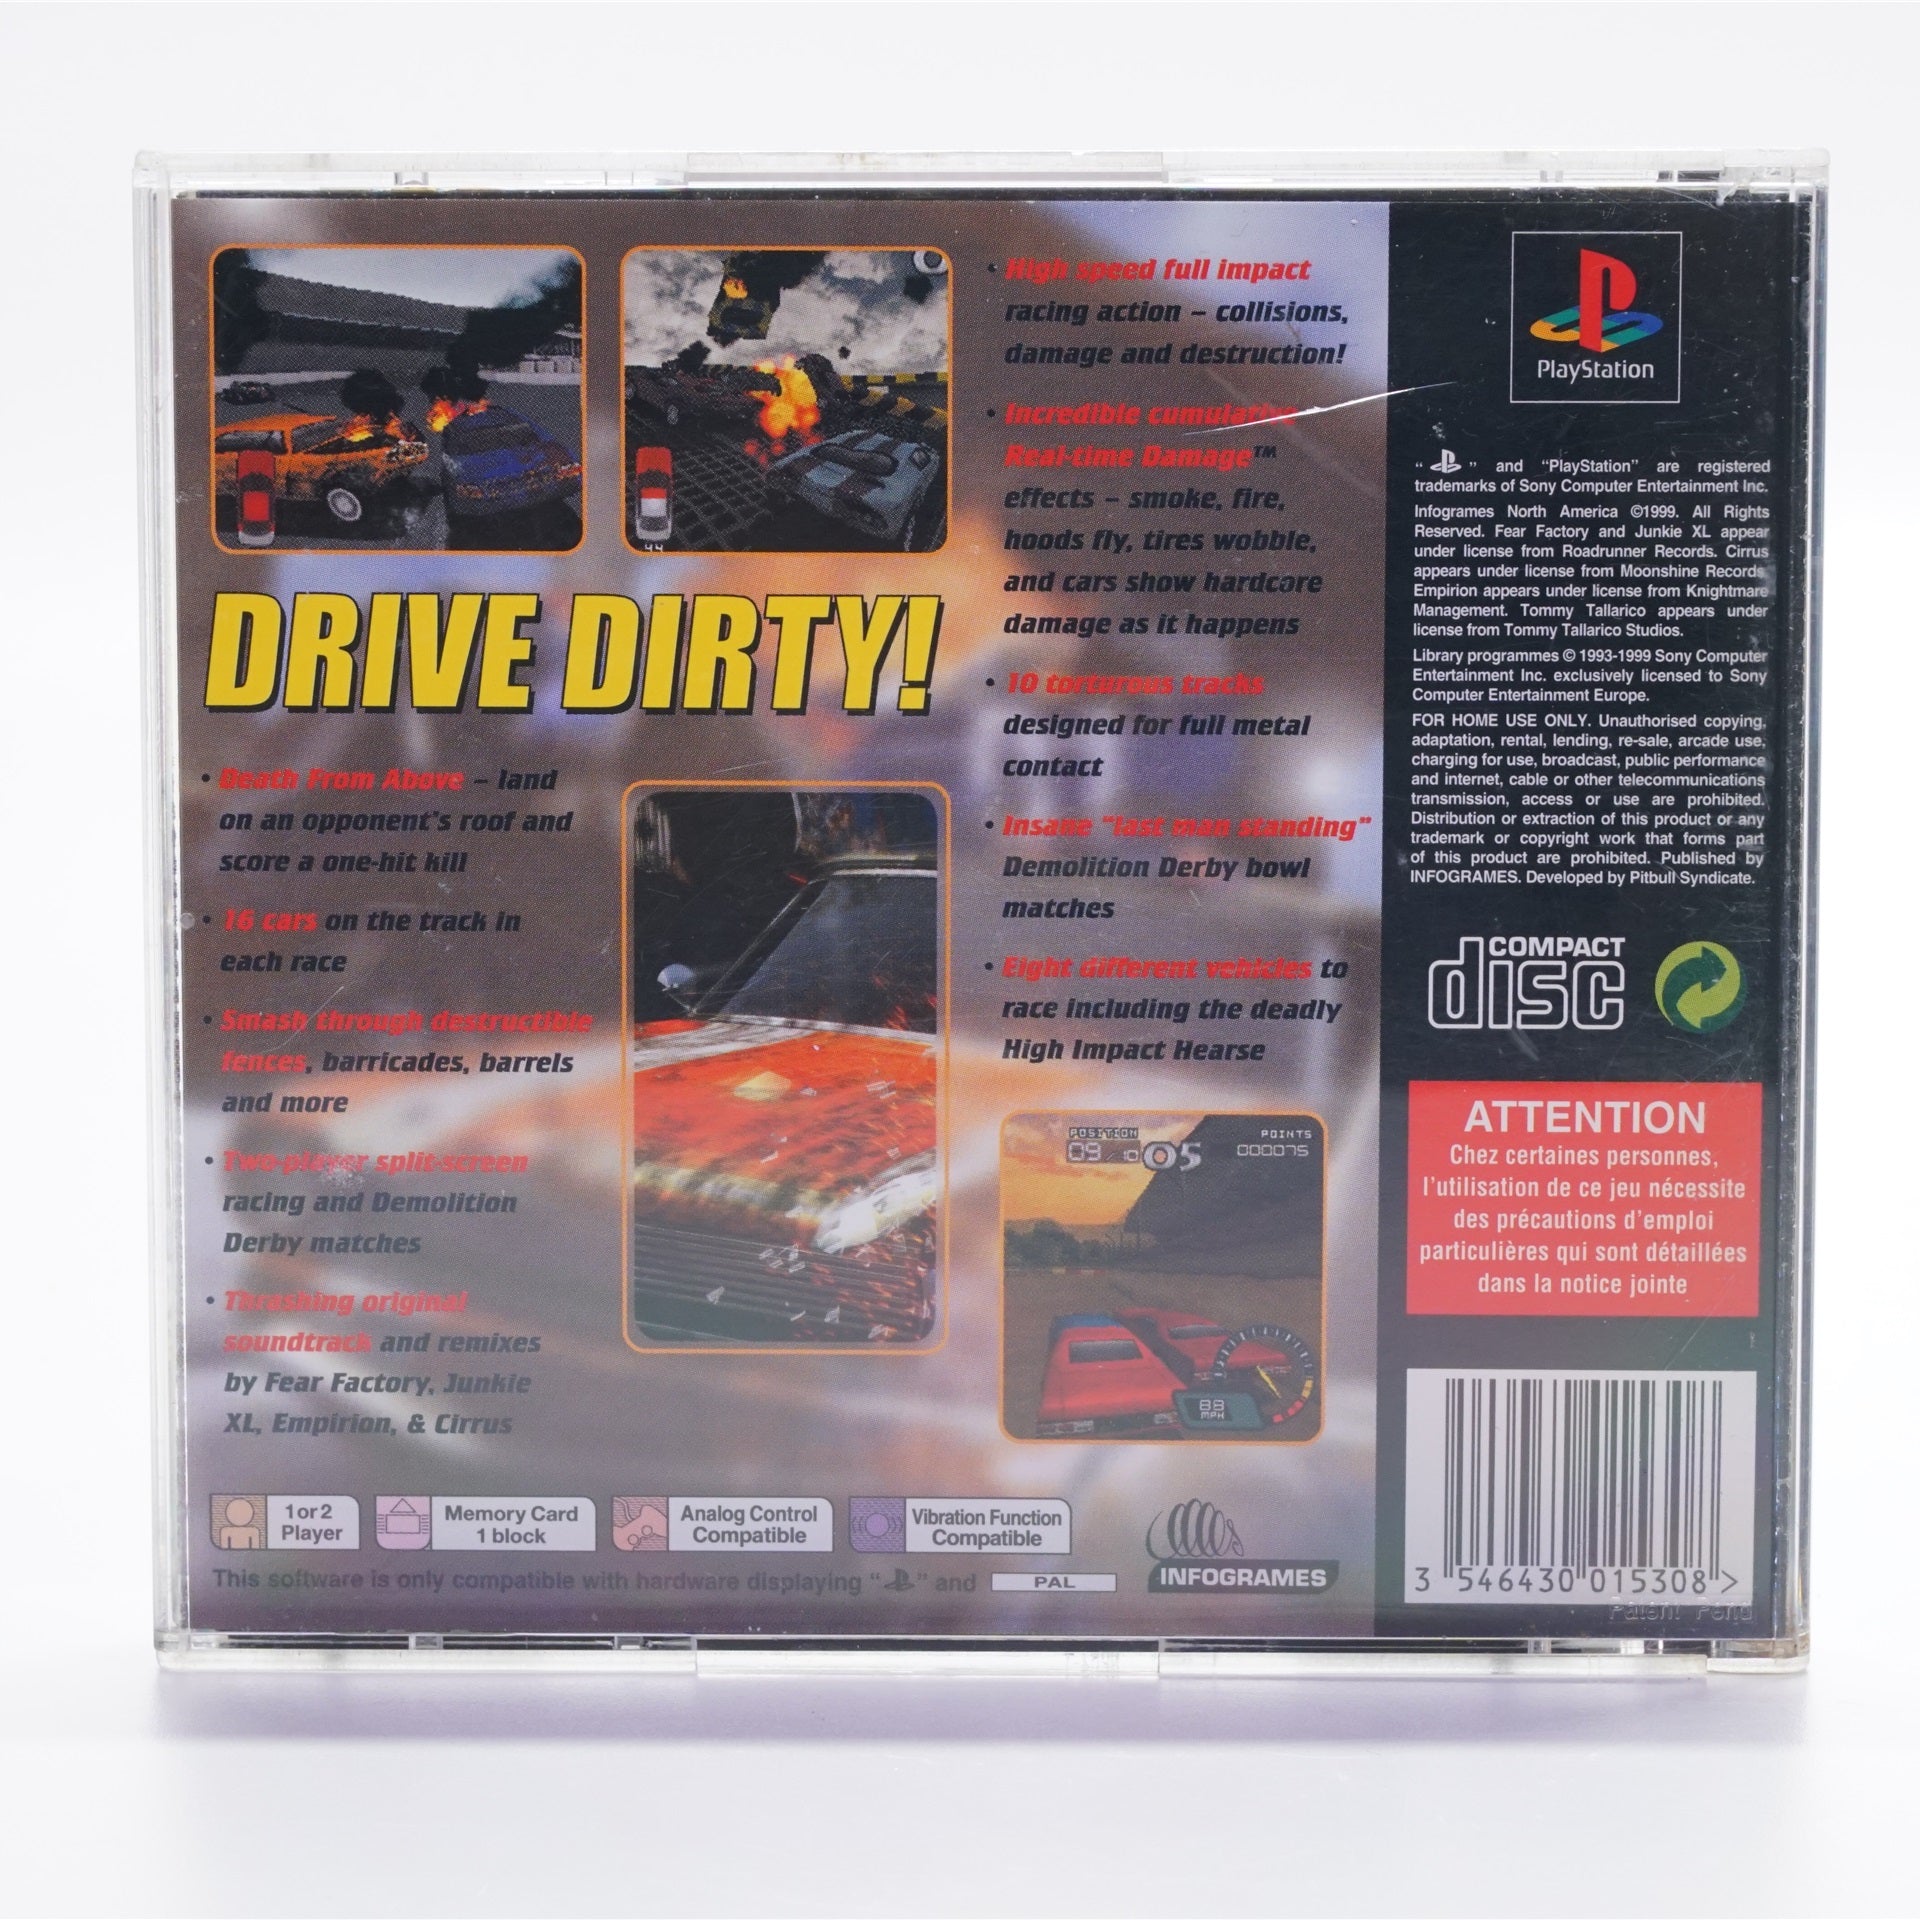 DRIVE DIRTY!
• Death From Above – land
on an opponent's roof and
score a one-hit kill
• 16 cars on the track in
each race
• Smash through destructible
fences, barricades, barrels
and more
• Two-player split-screen
racing and Demolition
Derby matches
• Thrashing original
soundtrack and remixes
by Fear Factory, Junkie
XL, Empirion, & Cirrus
• High speed full impact
racing action – collisions,
damage and destruction!
• Incredible cumulative
Real-time Damage™
effects – smoke, fire,
hoods fly, tires wobble,
and cars show hardcore
damage as it happens
• 10 torturous tracks
designed for full metal
contact
• Insane "last man standing"
Demolition Derby bowl
matches
• Eight different vehicles to
race including the deadly
High Impact Hearse
44
POSITION
09/10
05
POINTS
000075
88
MPH
1 or 2
Player
Memory Card
1 block
Analog Control
Compatible
Vibration Function
Compatible
This software is only compatible with hardware displaying " " and PAL
INFOGRAMES
PlayStation
" " and "PlayStation" are registered
trademarks of Sony Computer Entertainment Inc.
Infogrames North America ©1999. All Rights
Reserved. Fear Factory and Junkie XL appear
under license from Roadrunner Records. Cirrus
appears under license from Moonshine Records
Empirion appears under license from Knightmare
Management. Tommy Tallarico appears under
license from Tommy Tallarico Studios.
Library programmes © 1993-1999 Sony Computer
Entertainment Inc. exclusively licensed to Sony
Computer Entertainment Europe.
FOR HOME USE ONLY. Unauthorised copying,
adaptation, rental, lending, re-sale, arcade use,
charging for use, broadcast, public performance
and internet, cable or other telecommunications
transmission, access or use are prohibited.
Distribution or extraction of this product or any
trademark or copyright work that forms part
of this product are prohibited. Published by
INFOGRAMES. Developed by Pitbull Syndicate.
COMPACT
disc
ATTENTION
Chez certaines personnes,
l'utilisation de ce jeu nécessite
des précautions d'emploi
particulières qui sont détaillées
dans la notice jointe
3 546430 015308 >
Patent Pend